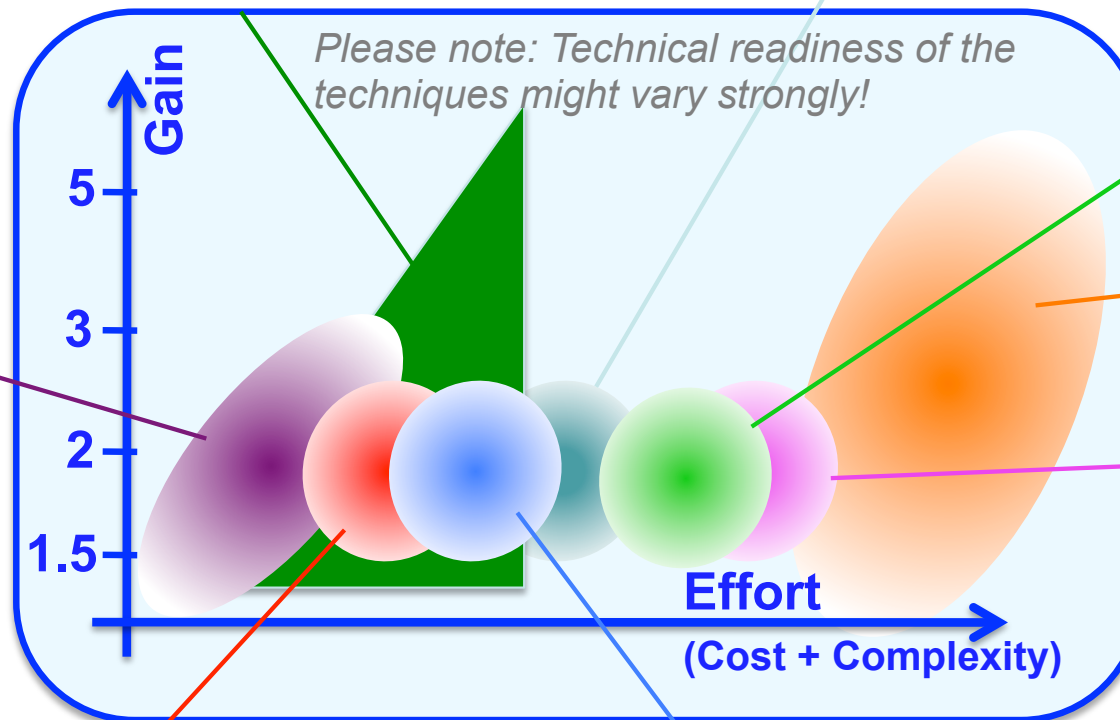 Please note: Technical readiness of the
techniques might vary strongly!
Gain
5
3
2
1.5
Effort
(Cost + Complexity)